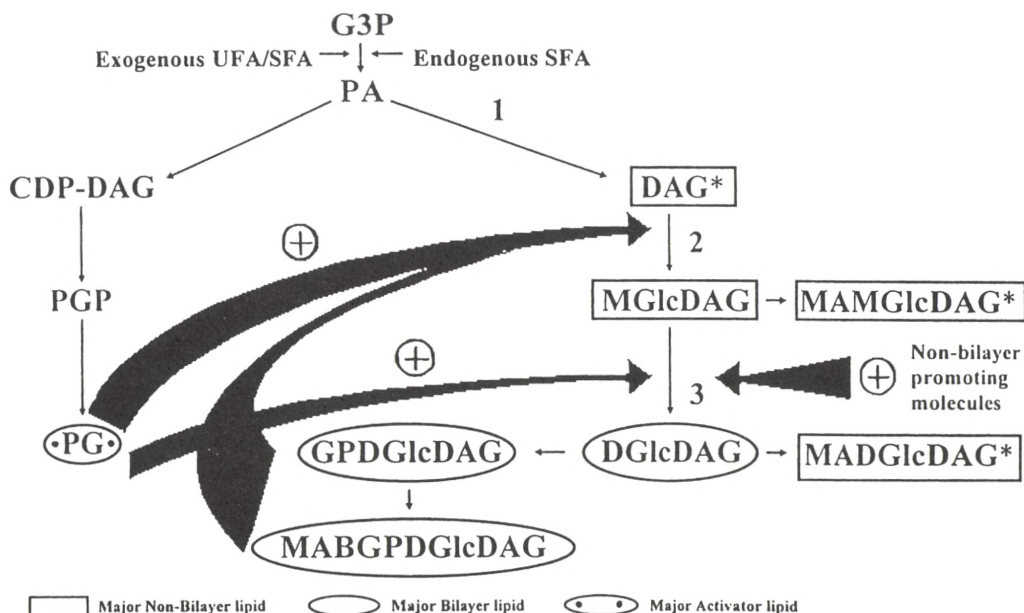 G3P
Exogenous UFA/SFA Endogenous SFA
PA
1
CDP-DAG
DAG*
+
2
PGP
MGlcDAG MAMGlcDAG*
+
+
Non-bilayer
promoting
molecules
3
•PG•
GPDGlcDAG DGlcDAG MADGlcDAG*
MABGPDGlcDAG
Major Non-Bilayer lipid Major Bilayer lipid Major Activator lipid